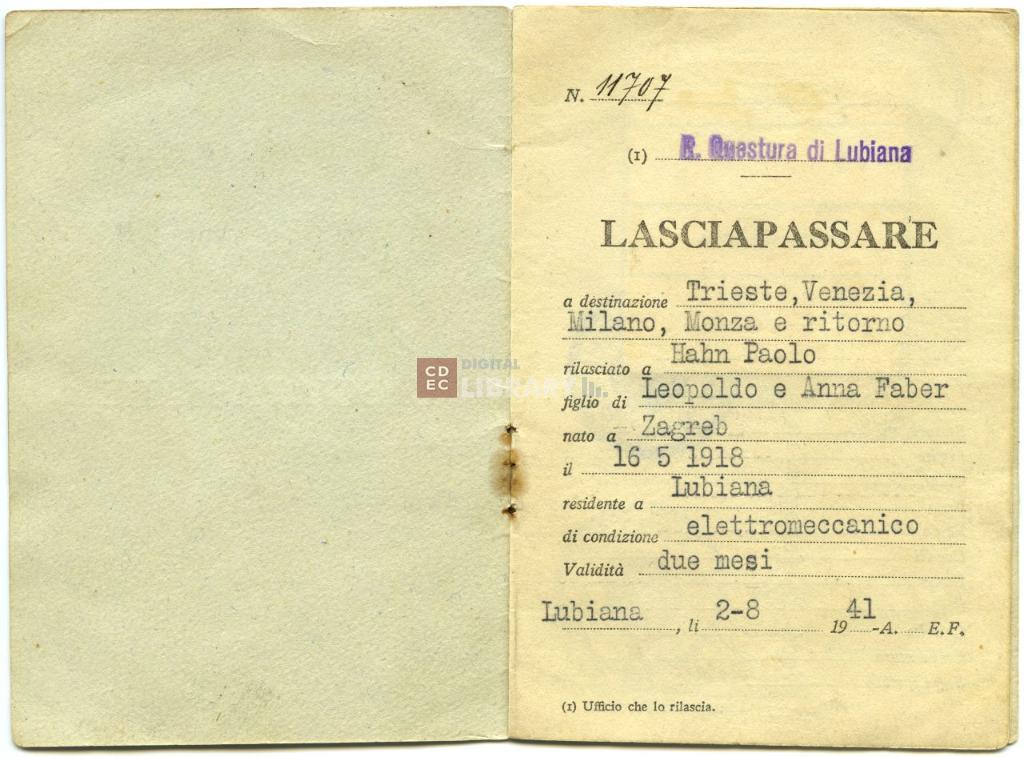 N. 11707
(1) R. Questura di Lubiana
LASCIAPASSARE
a destinazione Trieste, Venezia,
Milano, Monza e ritorno
rilasciato a Hahn Paolo
figlio di Leopoldo e Anna Faber
nato a Zagreb
il 16 5 1918
residente a Lubiana
di condizione elettromeccanico
Validità due mesi
Lubiana, li 2-8 1941-A. E.F.
(1) Ufficio che lo rilascia.
CD
EC
DIGITAL
LIBRARY